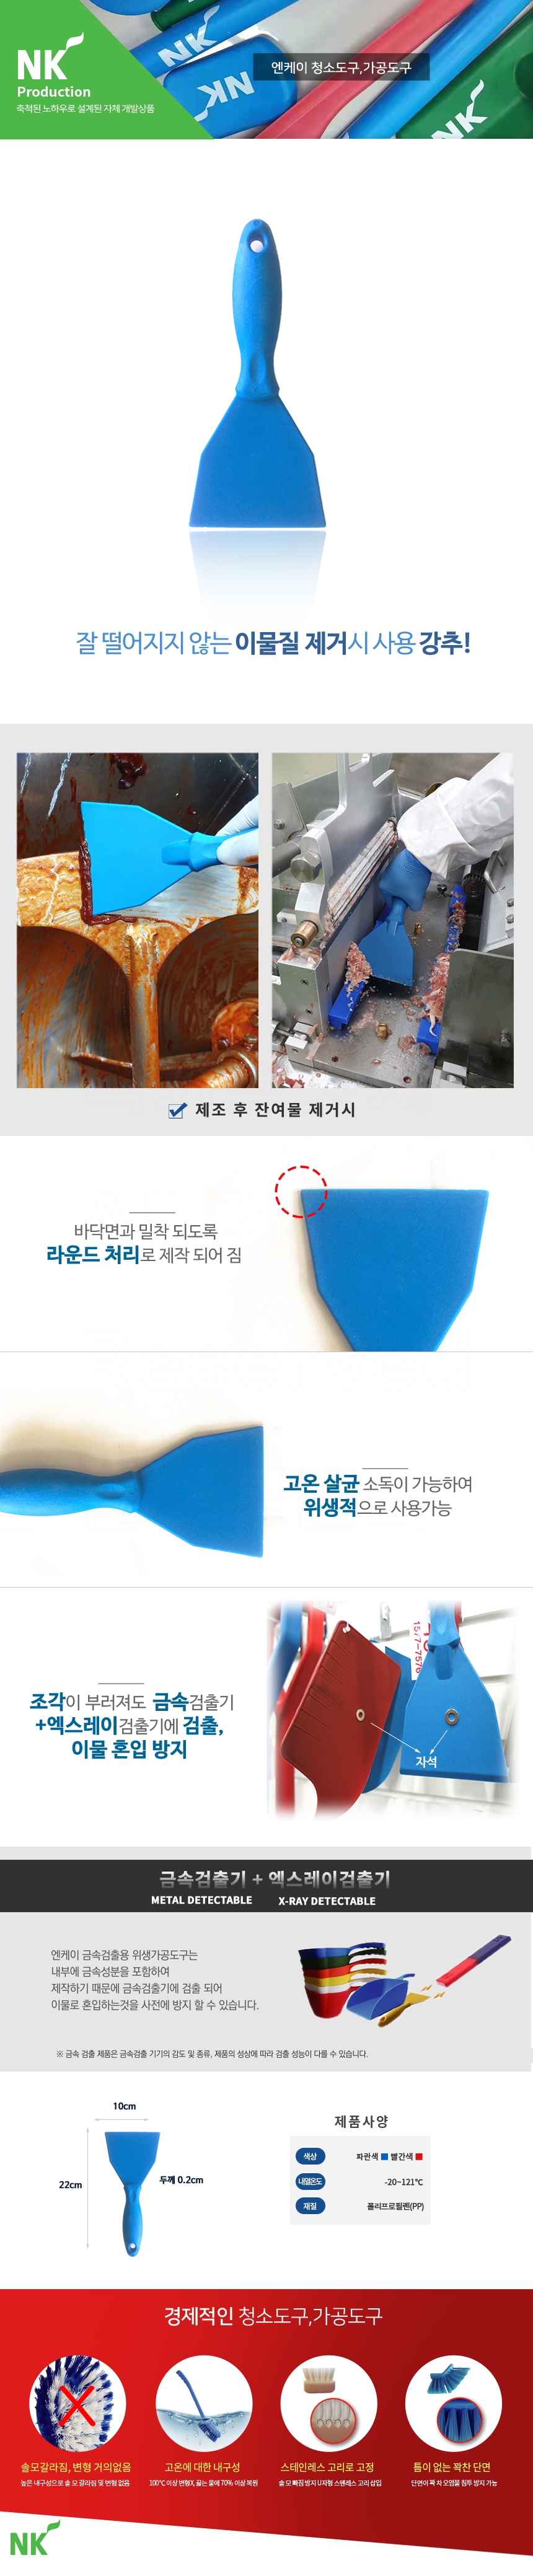 NK
Production
축척된 노하우로 설계된 자체 개발상품
NK
NK
NK
엔케이 청소도구,가공도구
잘 떨어지지 않는 이물질 제거시 사용 강추!
제조 후 잔여물 제거시
바닥면과 밀착 되도록
라운드 처리로 제작 되어 짐
Reserved
고온 살균 소독이 가능하여
위생적으로 사용가능
조각이 부러져도 금속검출기
+엑스레이검출기에 검출,
이물 혼입 방지
1577-7576
자석
금속검출기 + 엑스레이검출기
METAL DETECTABLE X-RAY DETECTABLE
엔케이 금속검출용 위생가공도구는
내부에 금속성분을 포함하여
제작하기 때문에 금속검출기에 검출 되어
이물로 혼입하는것을 사전에 방지 할 수 있습니다.
※ 금속 검출 제품은 금속검출 기기의 감도 및 종류, 제품의 성상에 따라 검출 성능이 다를 수 있습니다.
10cm
22cm
두께 0.2cm
제품사양
색상 파란색 빨간색
내열온도 -20~121℃
재질 폴리프로필렌(PP)
경제적인 청소도구,가공도구
솔모갈라짐, 변형 거의없음
높은 내구성으로 솔 모 갈라짐 및 변형 없음
고온에 대한 내구성
100℃ 이상 변형X, 끓는 물에 70% 이상 복원
스테인레스 고리로 고정
솔 모 빠짐 방지 U자형 스텐레스 고리 삽입
틈이 없는 꽉찬 단면
단면이 꽉 차 오염물 침투 방지 가능
NK